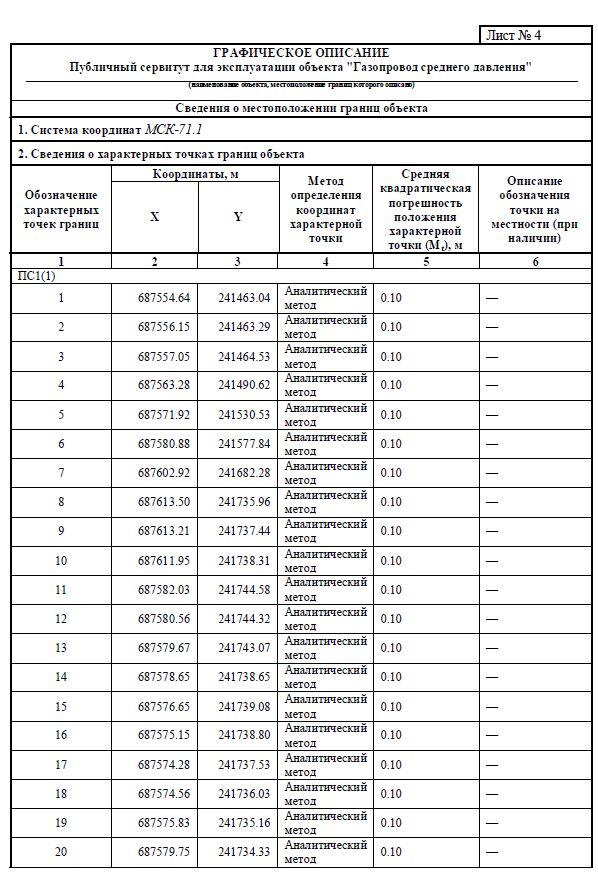 Лист № 4
ГРАФИЧЕСКОЕ ОПИСАНИЕ
Публичный сервитут для эксплуатации объекта "Газопровод среднего давления"
(наименование объекта, местоположение границ которого описано)
Сведения о местоположении границ объекта
1. Система координат МСК-71.1
2. Сведения о характерных точках границ объекта
Обозначение характерных точек границ | Координаты, м | Метод определения координат характерной точки | Средняя квадратическая погрешность положения характерной точки (Mt), м | Описание обозначения точки на местности (при наличии)
X | Y
1 | 2 | 3 | 4 | 5 | 6
ПС1(1)
1 | 687554.64 | 241463.04 | Аналитический метод | 0.10 | —
2 | 687556.15 | 241463.29 | Аналитический метод | 0.10 | —
3 | 687557.05 | 241464.53 | Аналитический метод | 0.10 | —
4 | 687563.28 | 241490.62 | Аналитический метод | 0.10 | —
5 | 687571.92 | 241530.53 | Аналитический метод | 0.10 | —
6 | 687580.88 | 241577.84 | Аналитический метод | 0.10 | —
7 | 687602.92 | 241682.28 | Аналитический метод | 0.10 | —
8 | 687613.50 | 241735.96 | Аналитический метод | 0.10 | —
9 | 687613.21 | 241737.44 | Аналитический метод | 0.10 | —
10 | 687611.95 | 241738.31 | Аналитический метод | 0.10 | —
11 | 687582.03 | 241744.58 | Аналитический метод | 0.10 | —
12 | 687580.56 | 241744.32 | Аналитический метод | 0.10 | —
13 | 687579.67 | 241743.07 | Аналитический метод | 0.10 | —
14 | 687578.65 | 241738.65 | Аналитический метод | 0.10 | —
15 | 687576.65 | 241739.08 | Аналитический метод | 0.10 | —
16 | 687575.15 | 241738.80 | Аналитический метод | 0.10 | —
17 | 687574.28 | 241737.53 | Аналитический метод | 0.10 | —
18 | 687574.56 | 241736.03 | Аналитический метод | 0.10 | —
19 | 687575.83 | 241735.16 | Аналитический метод | 0.10 | —
20 | 687579.75 | 241734.33 | Аналитический метод | 0.10 | —